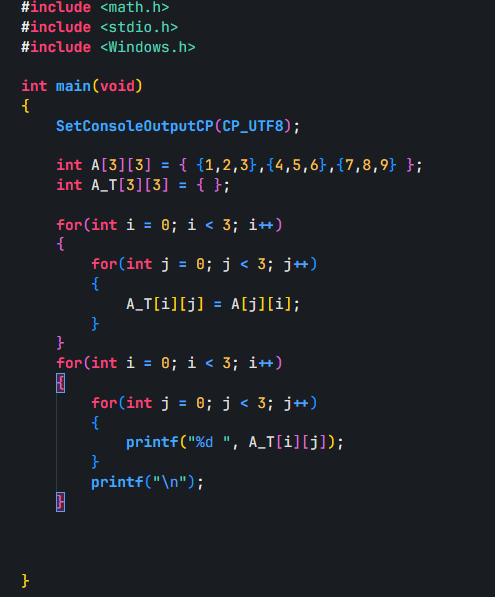 #include <math.h>
#include <stdio.h>
#include <Windows.h>

int main(void)
{
    SetConsoleOutputCP(CP_UTF8);

    int A[3][3] = { {1,2,3},{4,5,6},{7,8,9} };
    int A_T[3][3] = { };

    for(int i = 0; i < 3; i++)
    {
        for(int j = 0; j < 3; j++)
        {
            A_T[i][j] = A[j][i];
        }
    }
    for(int i = 0; i < 3; i++)
    {
        for(int j = 0; j < 3; j++)
        {
            printf("%d ", A_T[i][j]);
        }
        printf("\n");
    }



}